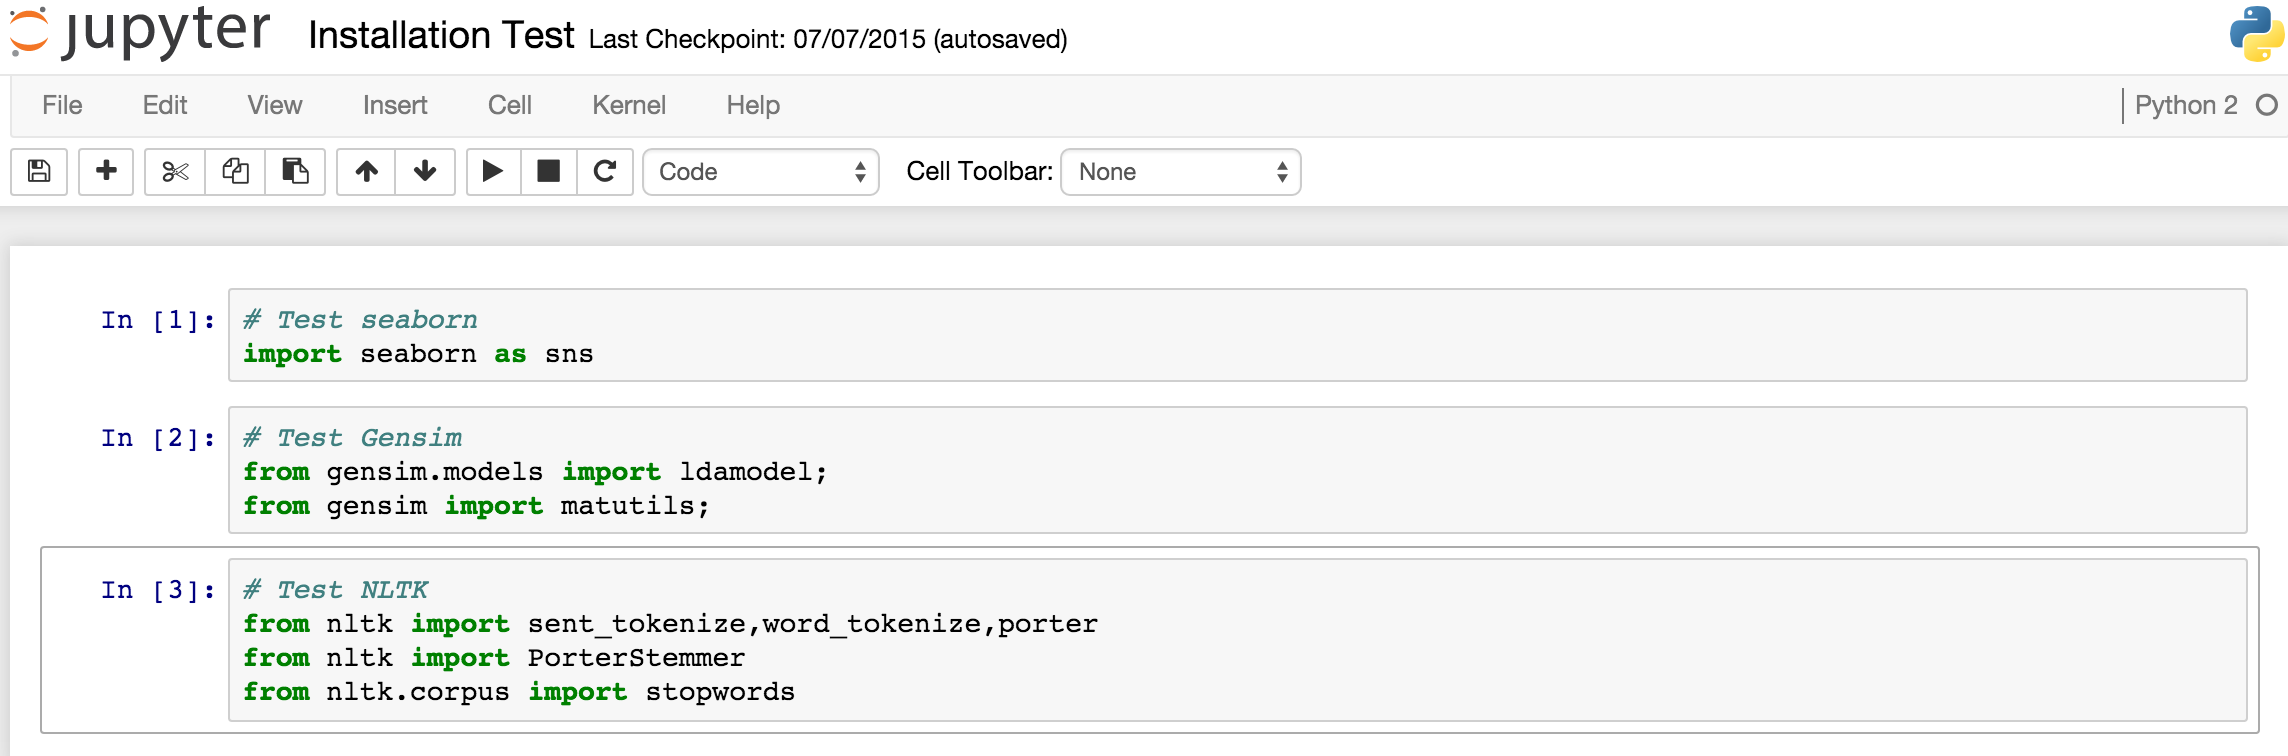 jupyter Installation Test Last Checkpoint: 07/07/2015 (autosaved)
File Edit View Insert Cell Kernel Help Python 2
Code Cell Toolbar: None
In [1]: # Test seaborn
import seaborn as sns
In [2]: # Test Gensim
from gensim.models import ldamodel;
from gensim import matutils;
In [3]: # Test NLTK
from nltk import sent_tokenize,word_tokenize,porter
from nltk import PorterStemmer
from nltk.corpus import stopwords